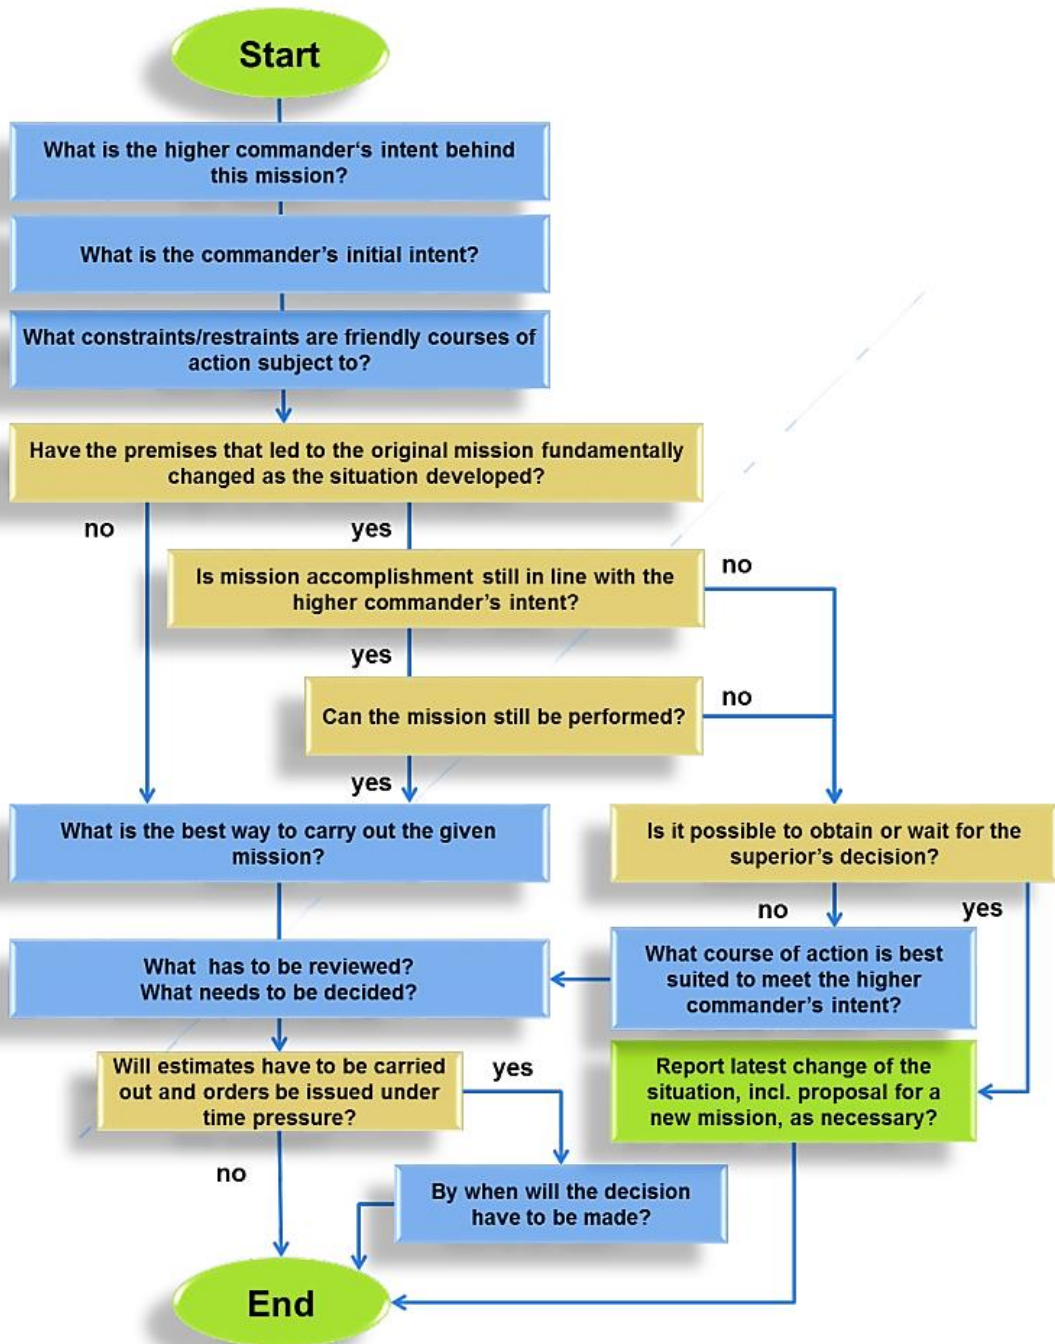 Start
What is the higher commander‘s intent behind
this mission?
What is the commander’s initial intent?
What constraints/restraints are friendly courses of
action subject to?
Have the premises that led to the original mission fundamentally
changed as the situation developed?
no
yes
Is mission accomplishment still in line with the
higher commander’s intent?
no
yes
Can the mission still be performed?
no
yes
What is the best way to carry out the given
mission?
Is it possible to obtain or wait for the
superior’s decision?
no
yes
What has to be reviewed?
What needs to be decided?
What course of action is best
suited to meet the higher
commander’s intent?
Will estimates have to be carried
out and orders be issued under
time pressure?
yes
Report latest change of the
situation, incl. proposal for a
new mission, as necessary?
no
By when will the decision
have to be made?
End